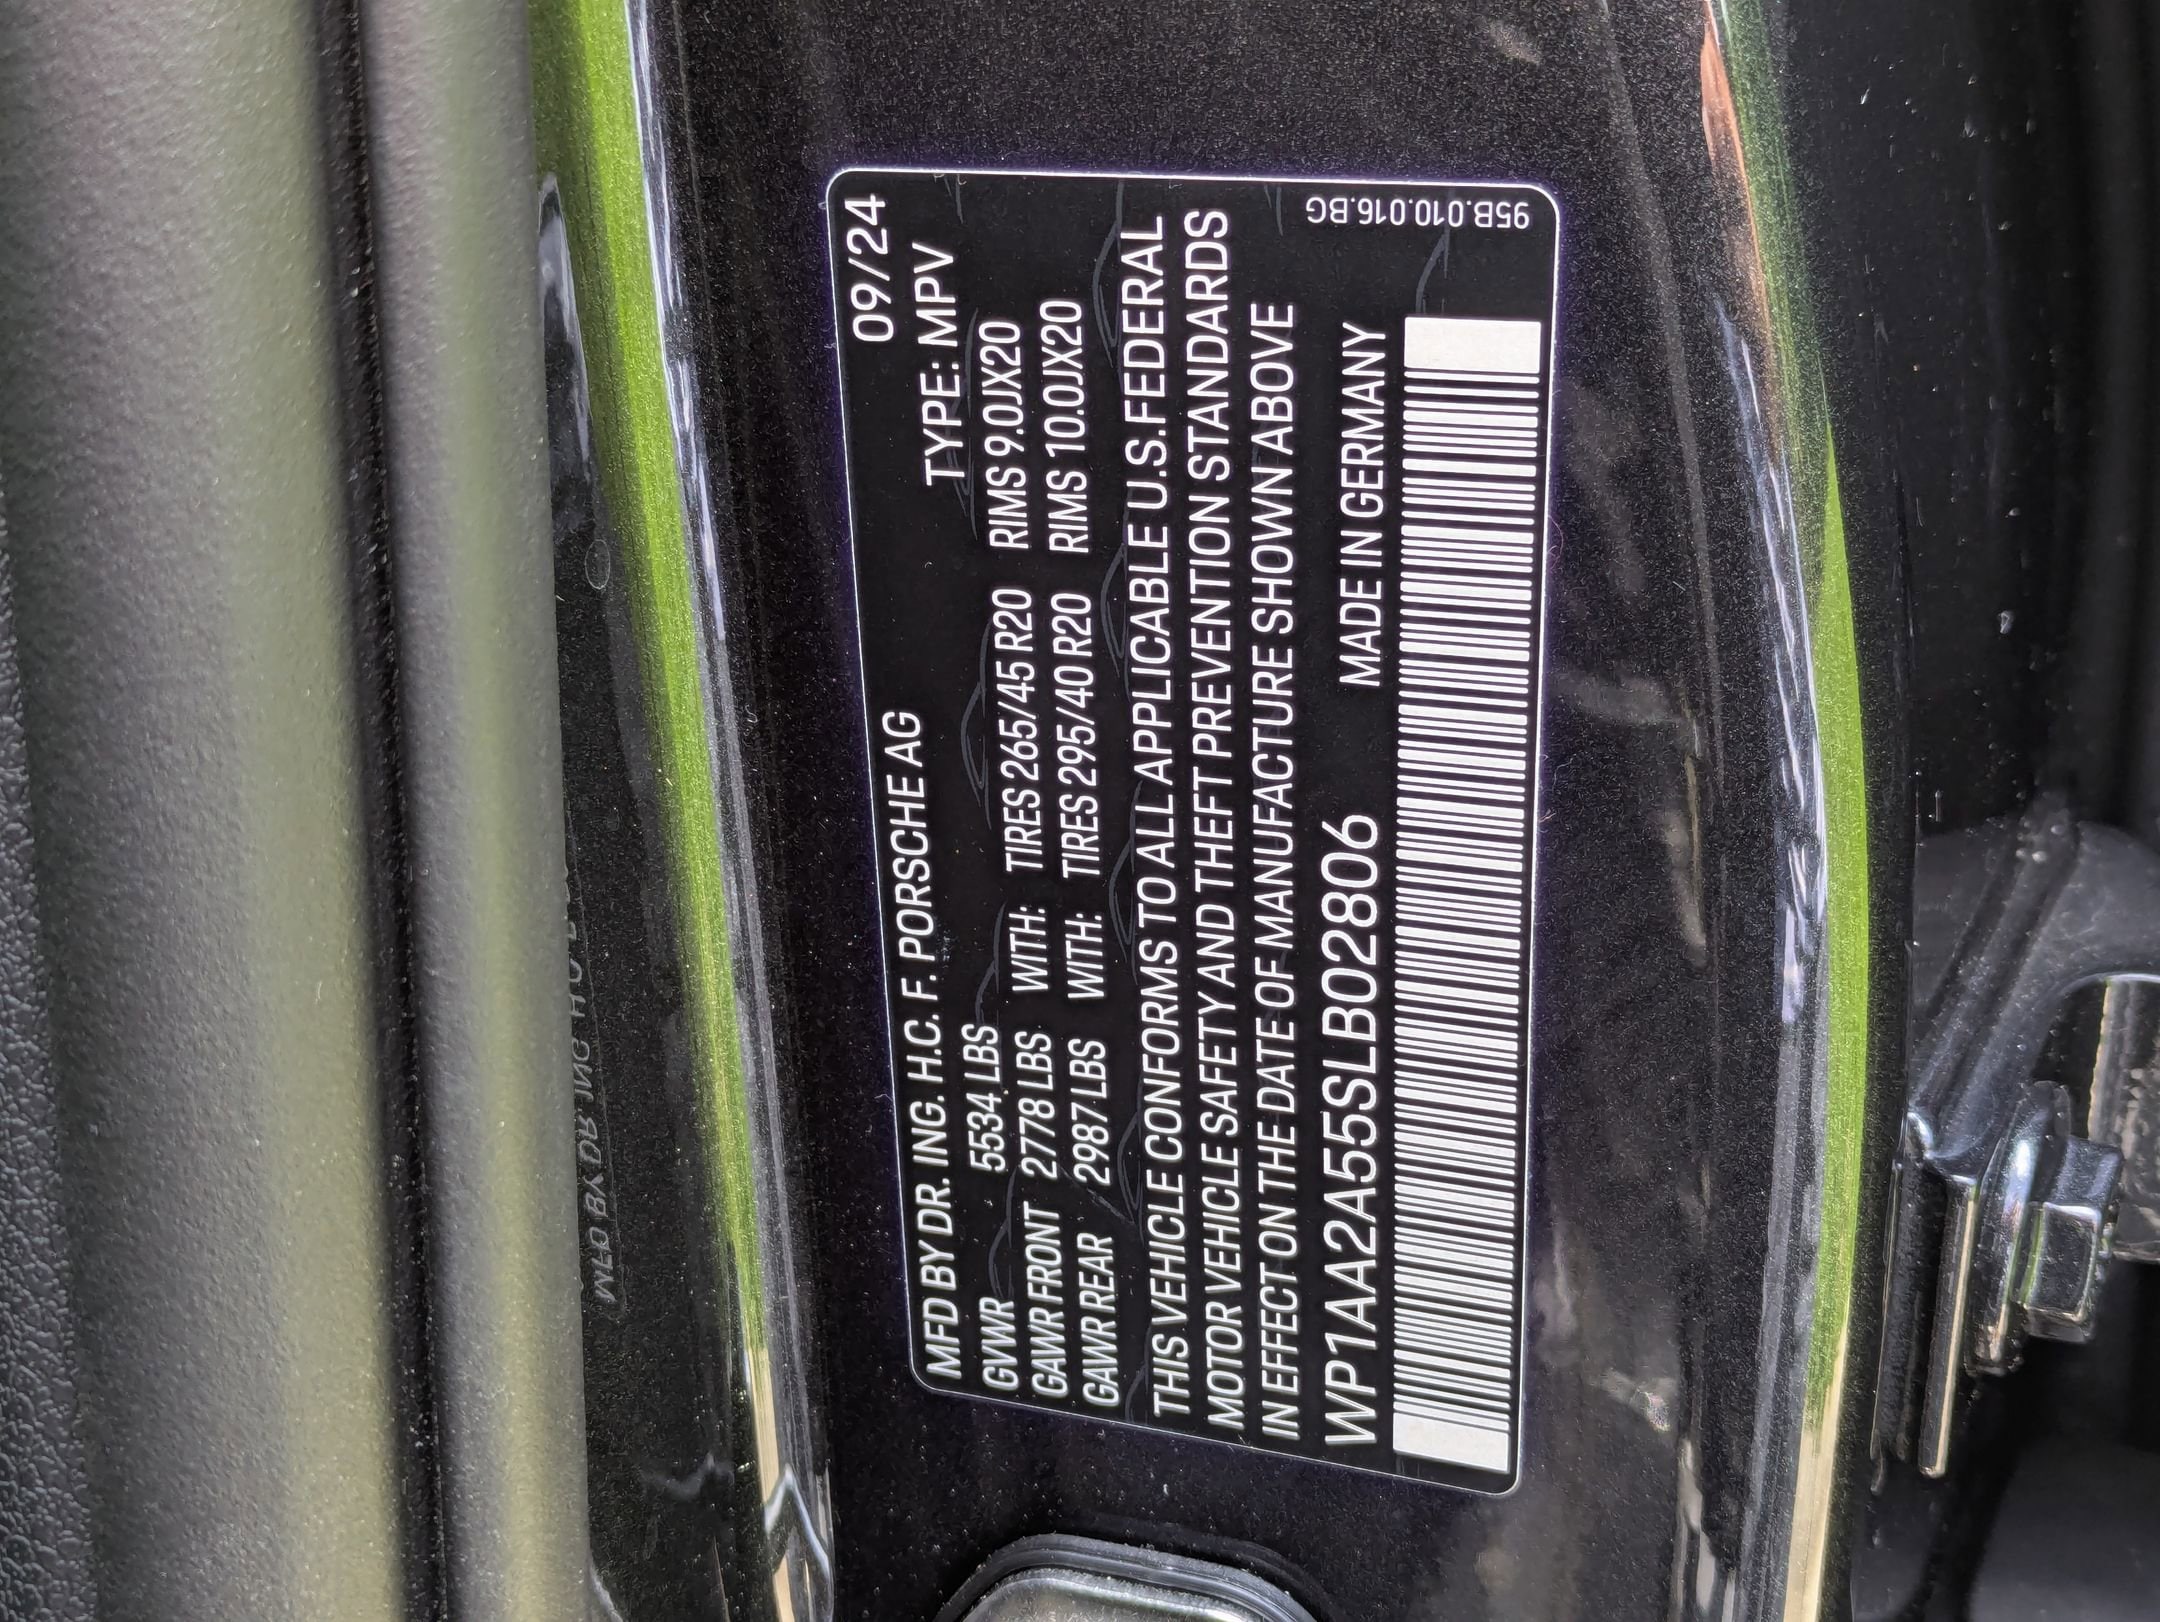 MFD BY DR. ING. H.C. F. PORSCHE AG 09/24
GVWR 5534 LBS TYPE: MPV
GAWR FRONT 2778 LBS WITH: TIRES 265/45 R20 RIMS 9.0JX20
GAWR REAR 2987 LBS WITH: TIRES 295/40 R20 RIMS 10.0JX20
THIS VEHICLE CONFORMS TO ALL APPLICABLE U.S.FEDERAL
MOTOR VEHICLE SAFETY AND THEFT PREVENTION STANDARDS
IN EFFECT ON THE DATE OF MANUFACTURE SHOWN ABOVE
WP1AA2A55SLB02806 MADE IN GERMANY
95B.010.016.BG